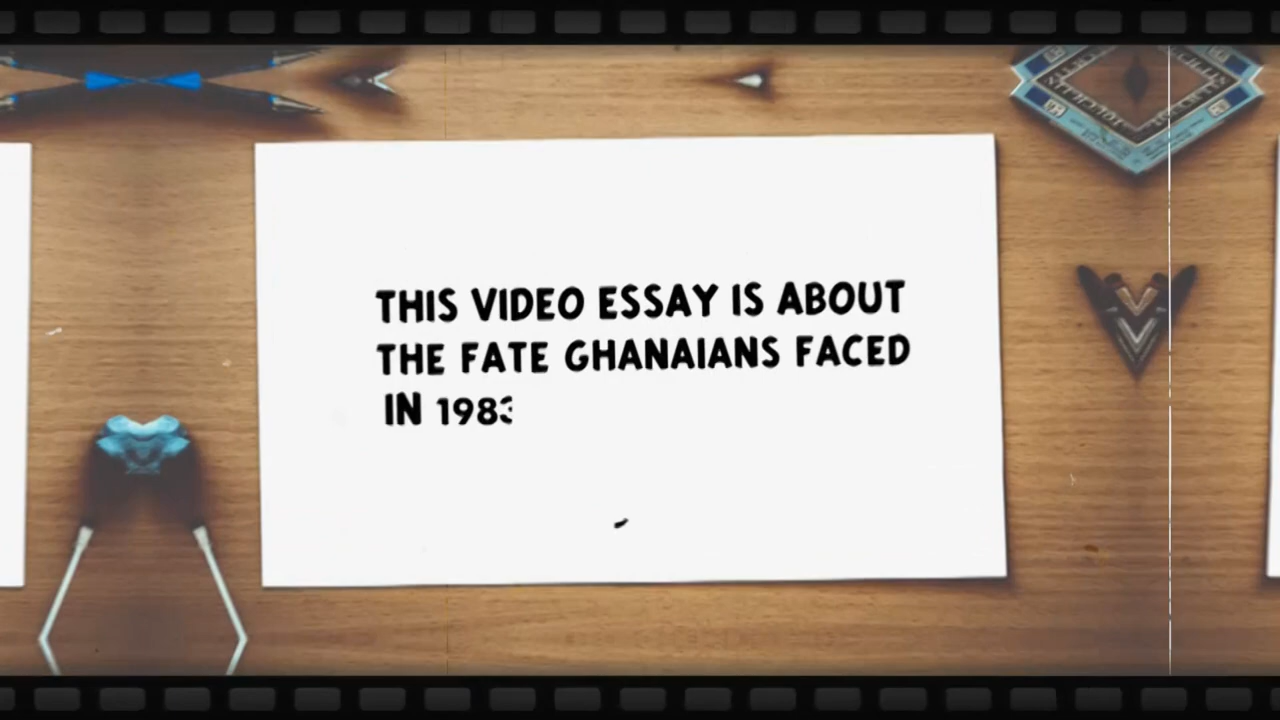 THIS VIDEO ESSAY IS ABOUT
THE FATE GHANAIANS FACED
IN 1983